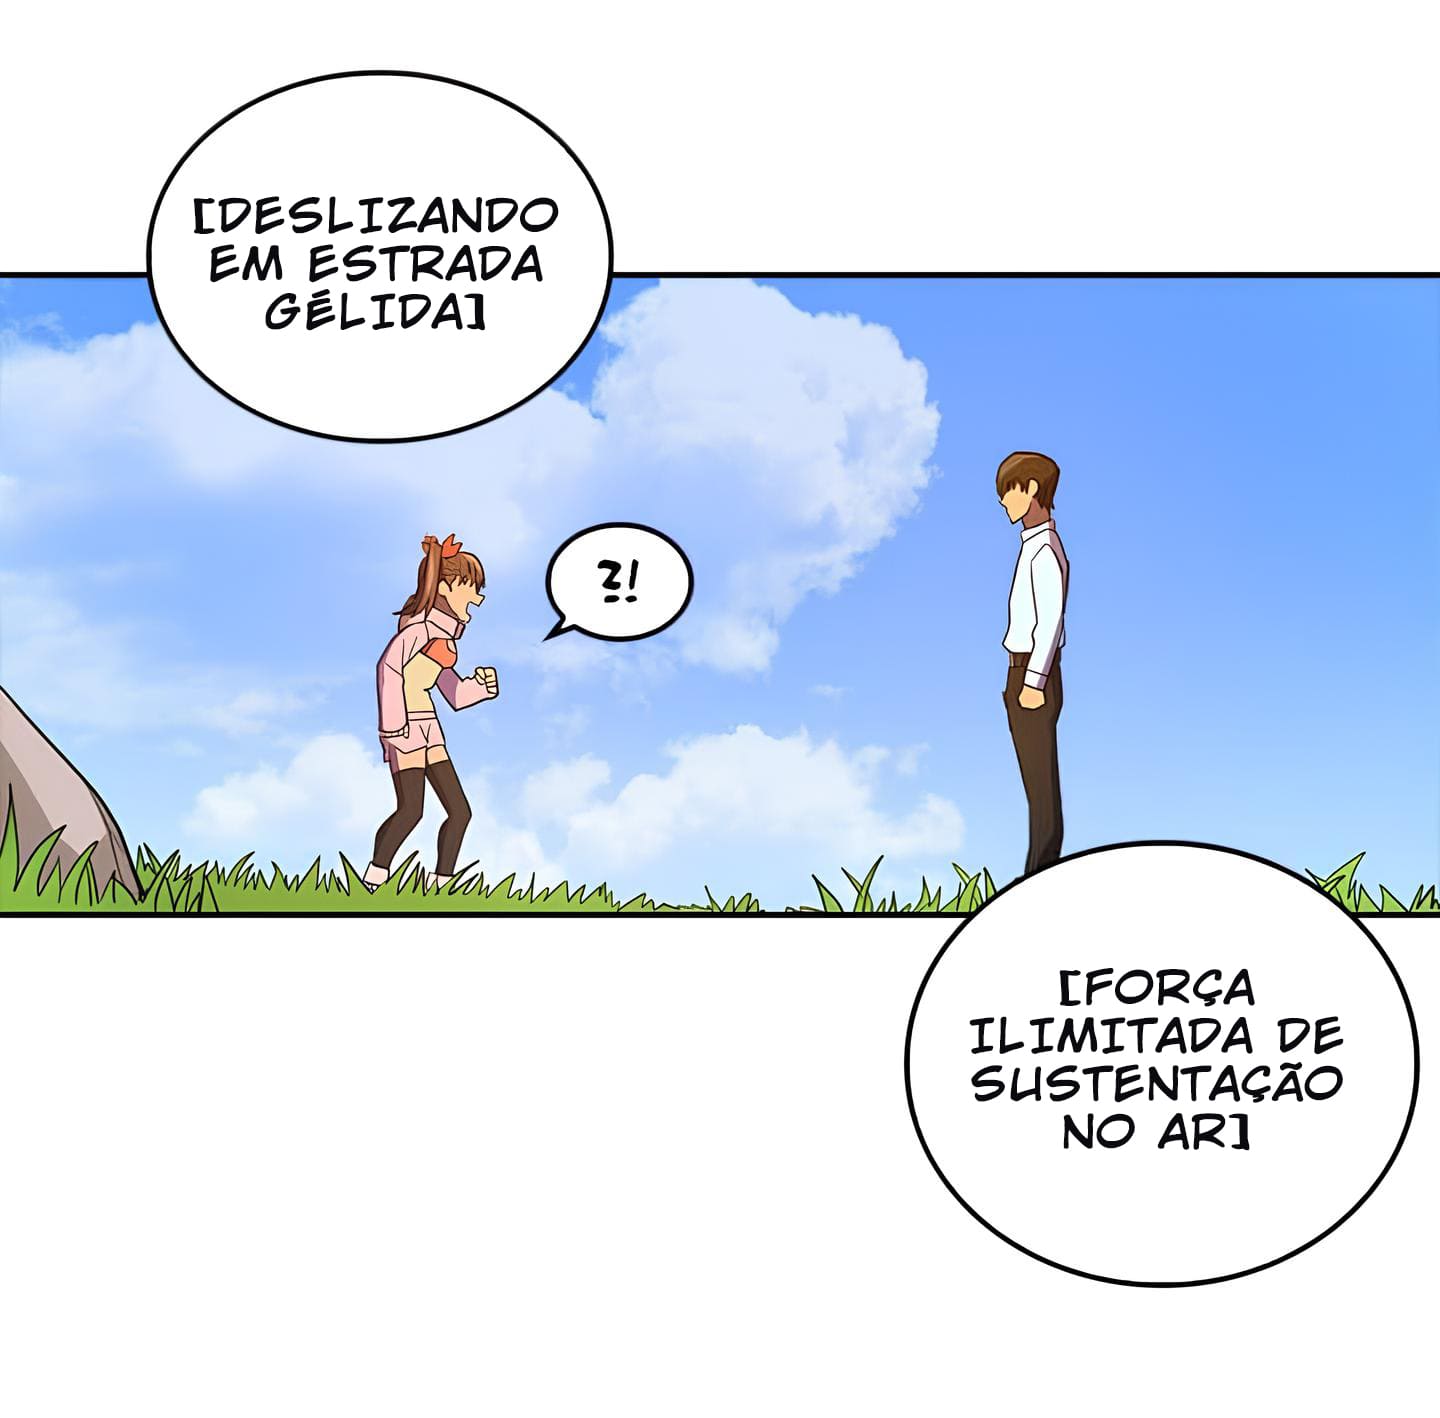 [DESLIZANDO
EM ESTRADA
GÉLIDA]
?!
[FORÇA
ILIMITADA DE
SUSTENTAÇÃO
NO AR]